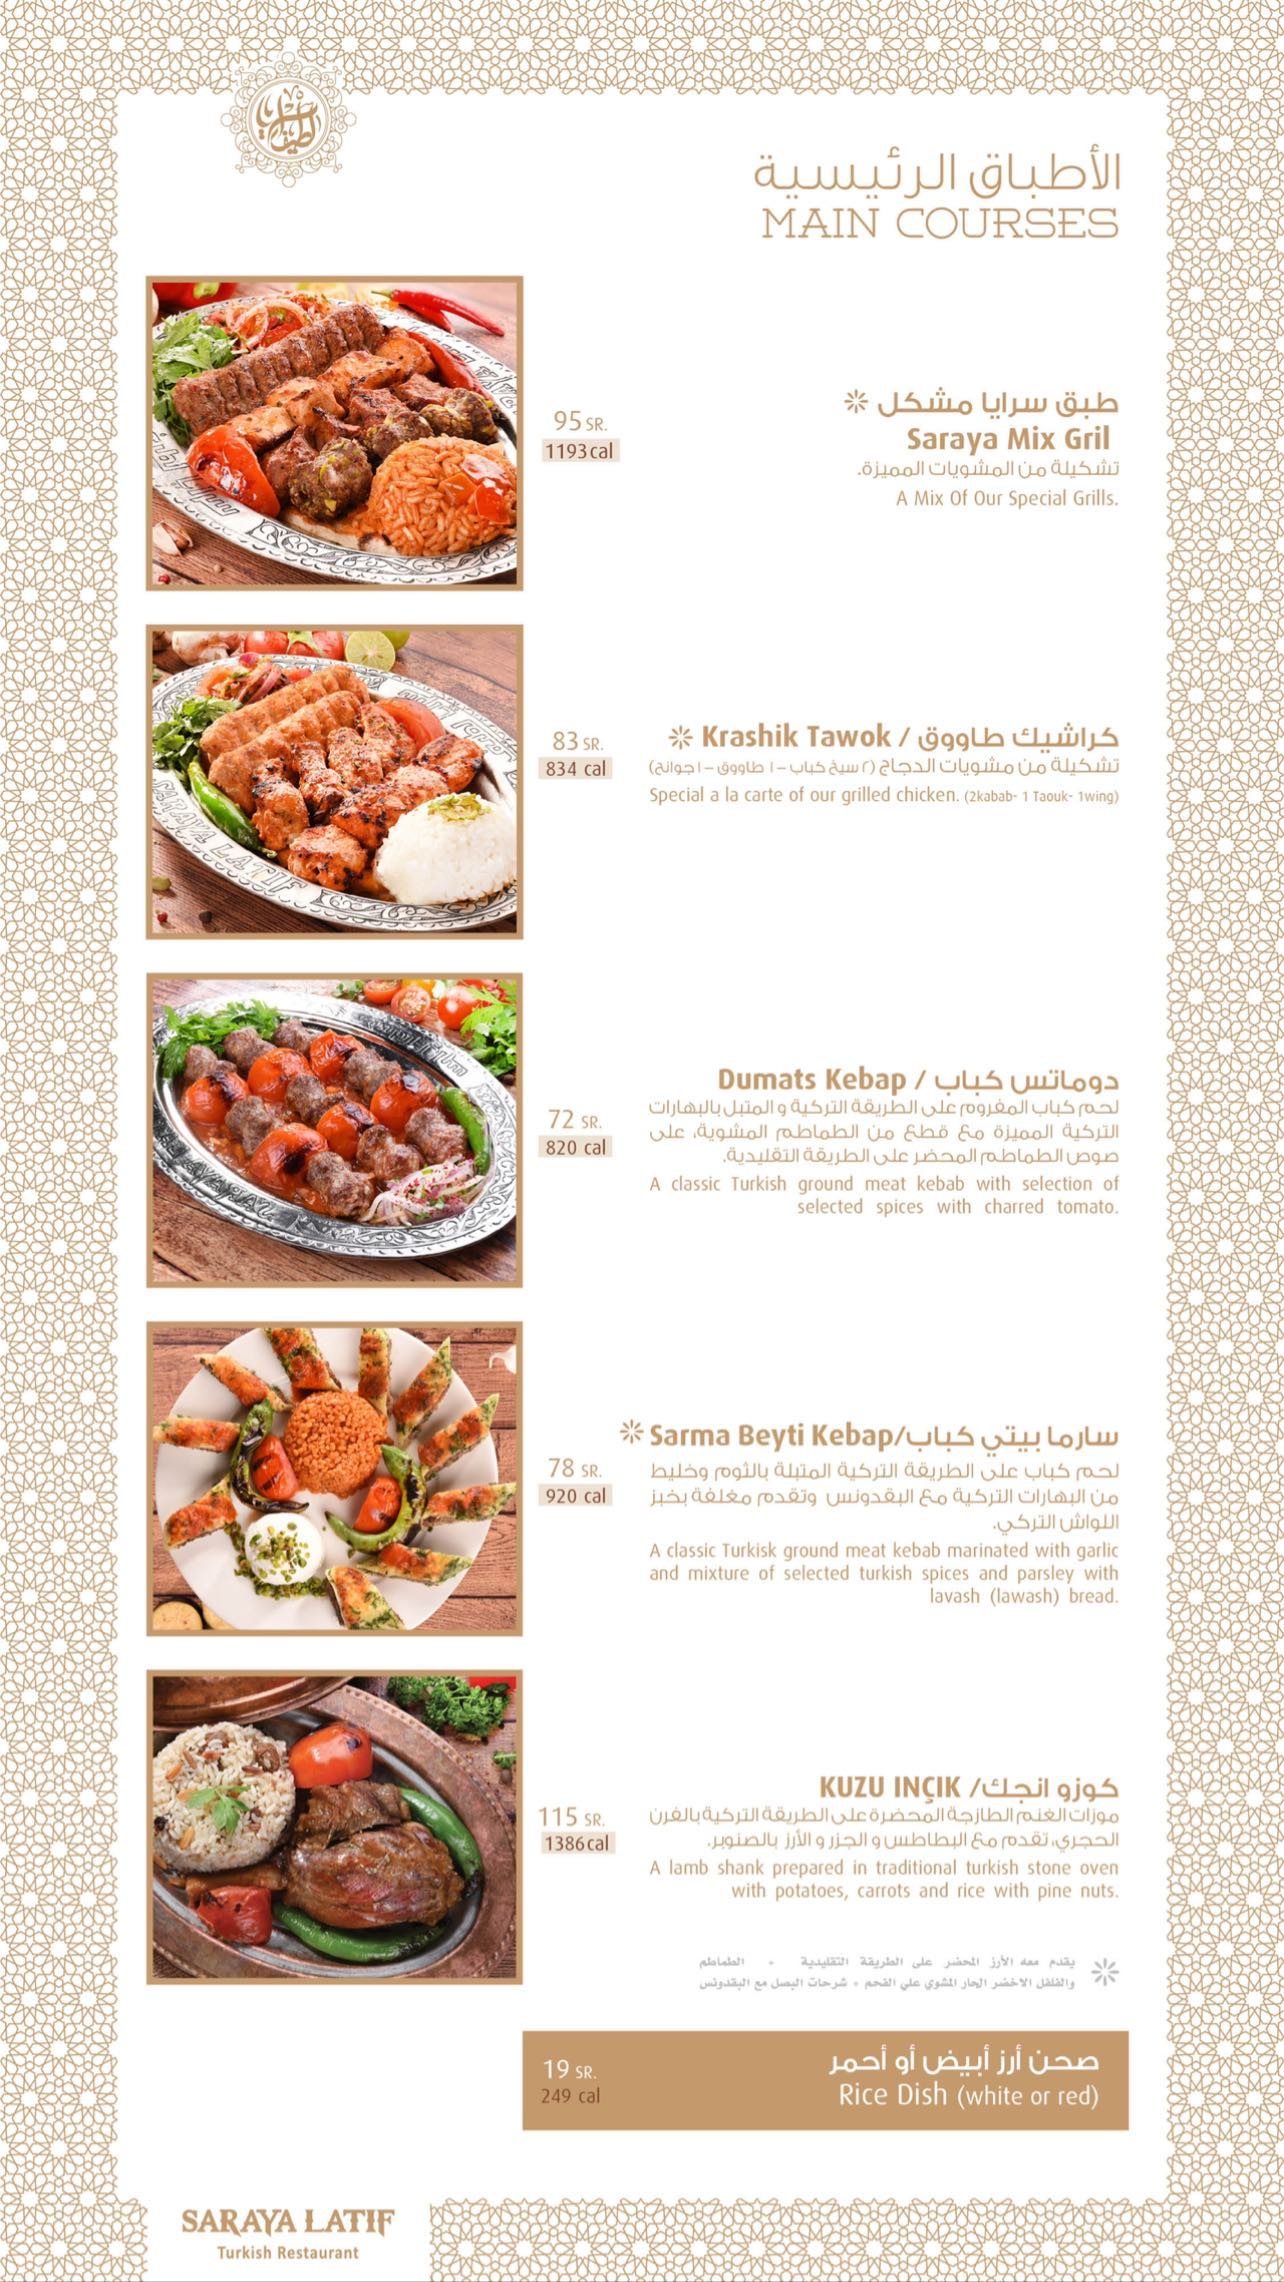 سرايا لطيف
الأطباق الرئيسية
MAIN COURSES
طبق سرايا مشكل
Saraya Mix Gril
تشكيلة من المشويات المميزة.
A Mix Of Our Special Grills.
95 SR.
1193 cal
كراشيك طاووق / Krashik Tawok
تشكيلة من مشويات الدجاج (٢ سيخ كباب – ١ طاووق – ١ جوانح)
Special a la carte of our grilled chicken. (2kabab- 1 Taouk- 1wing)
83 SR.
834 cal
SARAYA LATIF
دوماتس كباب / Dumats Kebap
لحم كباب المفروم على الطريقة التركية و المتبل بالبهارات
التركية المميزة مع قطع من الطماطم المشوية، على
صوص الطماطم المحضر على الطريقة التقليدية.
A classic Turkish ground meat kebab with selection of
selected spices with charred tomato.
72 SR.
820 cal
سارما بيتي كباب/Sarma Beyti Kebap
لحم كباب على الطريقة التركية المتبلة بالثوم وخليط
من البهارات التركية مع البقدونس وتقدم مغلفة بخبز
اللواش التركي.
A classic Turkisk ground meat kebab marinated with garlic
and mixture of selected turkish spices and parsley with
lavash (lawash) bread.
78 SR.
920 cal
كوزو انجك/ KUZU INÇIK
موزات الغنم الطازجة المحضرة على الطريقة التركية بالفرن
الحجري، تقدم مع البطاطس و الجزر و الأرز بالصنوبر.
A lamb shank prepared in traditional turkish stone oven
with potatoes, carrots and rice with pine nuts.
115 SR.
1386 cal
يقدم معه الأرز المحضر على الطريقة التقليدية + الطماطم
والفلفل الاخضر الحار المشوي علي الفحم + شرحات البصل مع البقدونس
صحن أرز أبيض أو أحمر
Rice Dish (white or red)
19 SR.
249 cal
SARAYA LATIF
Turkish Restaurant